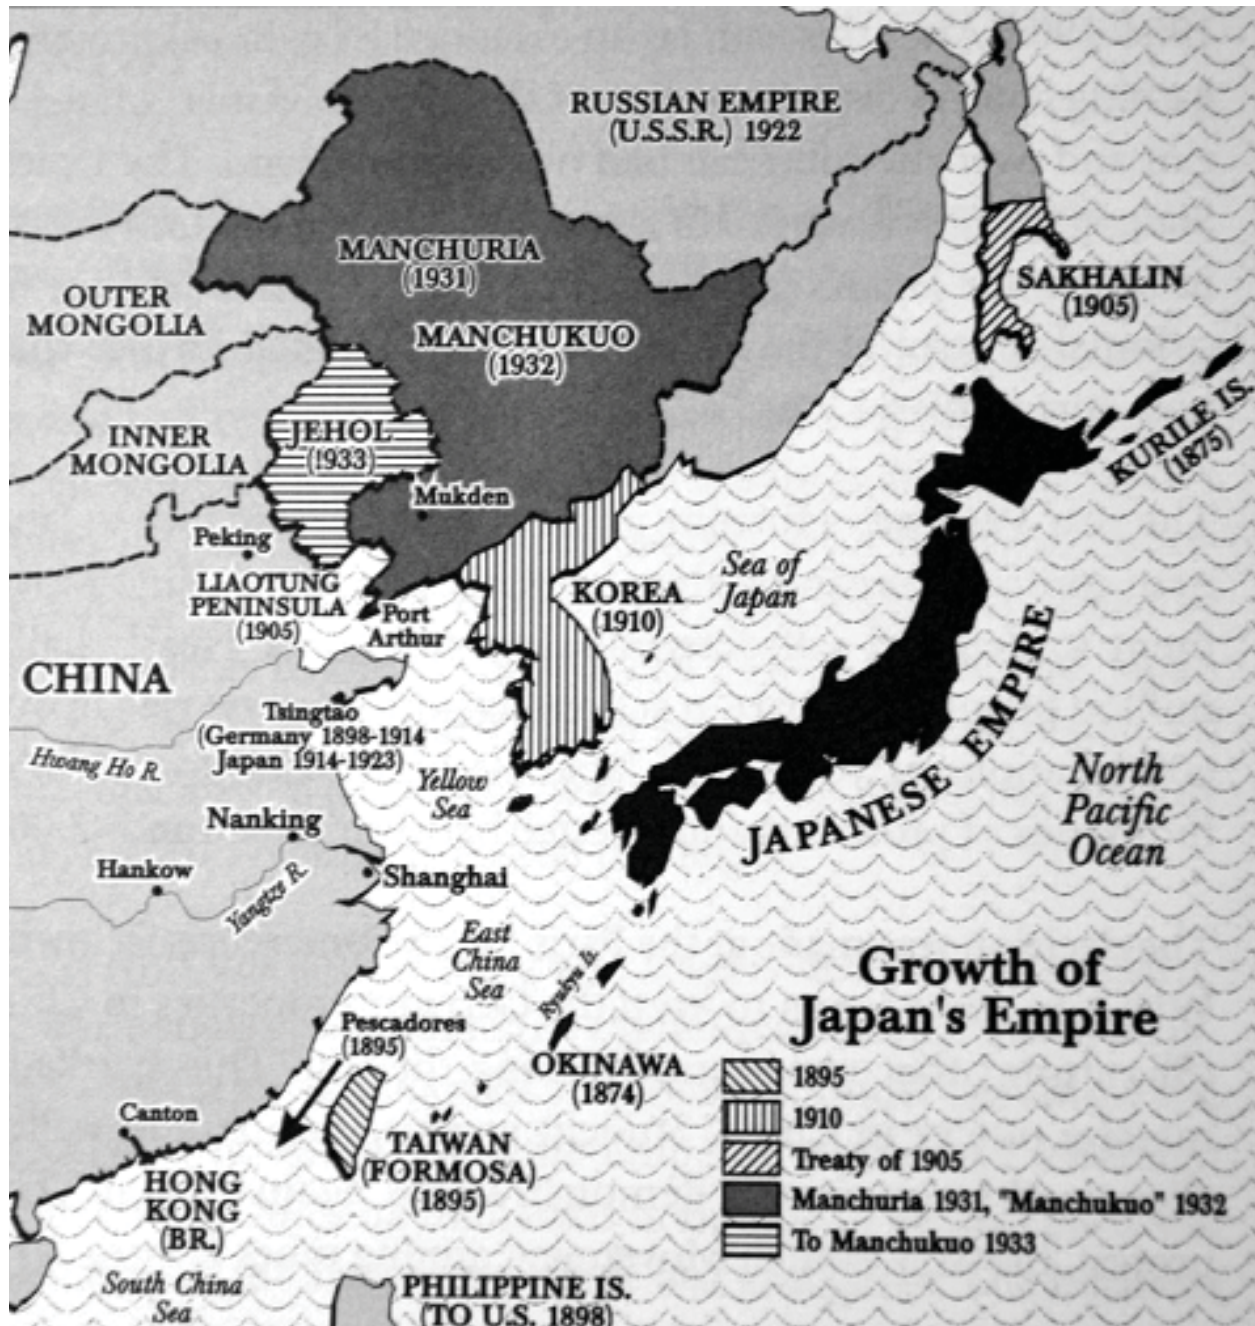 RUSSIAN EMPIRE
(U.S.S.R.) 1922
MANCHURIA
(1931)
SAKHALIN
(1905)
OUTER
MONGOLIA
MANCHUKUO
(1932)
KURILE IS.
(1875)
INNER
MONGOLIA
JEHOL
(1933)
Mukden
Peking
LIAOTUNG
PENINSULA
(1905)
Port
Arthur
KOREA
(1910)
Sea of
Japan
CHINA
Tsingtao
(Germany 1898-1914
Japan 1914-1923)
Hwang Ho R.
Yellow
Sea
JAPANESE EMPIRE
North
Pacific
Ocean
Nanking
Hankow
Yangtze R.
Shanghai
East
China
Sea
Ryukyu Is.
OKINAWA
(1874)
Pescadores
(1895)
Canton
TAIWAN
(FORMOSA)
(1895)
HONG
KONG
(BR.)
South China
Sea
PHILIPPINE IS.
(TO U.S. 1898)
Growth of
Japan's Empire
1895
1910
Treaty of 1905
Manchuria 1931, "Manchukuo" 1932
To Manchukuo 1933